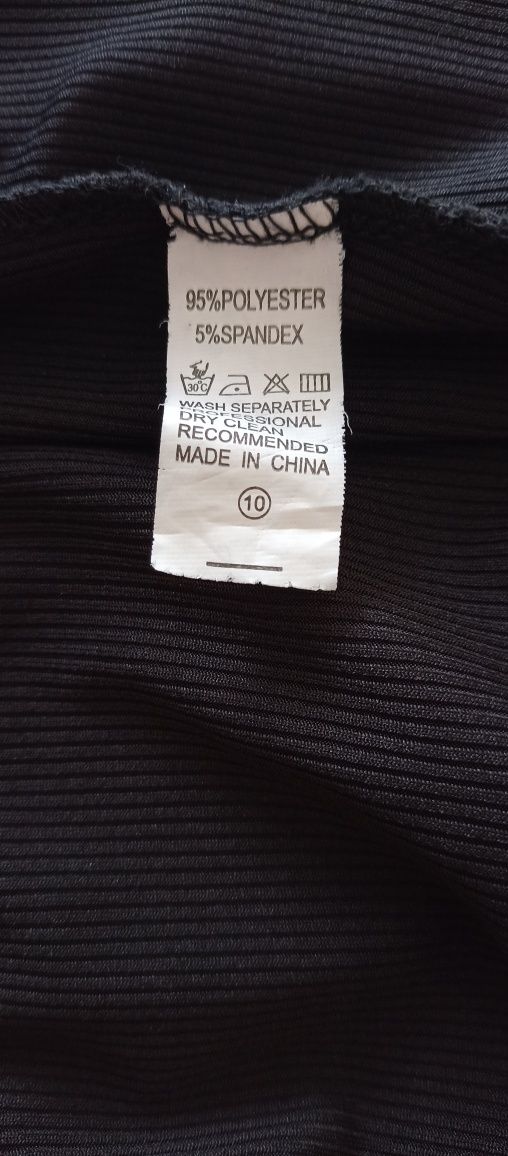 95%POLYESTER
5%SPANDEX
30°C
WASH SEPARATELY
PROFESSIONAL
DRY CLEAN
RECOMMENDED
MADE IN CHINA
10